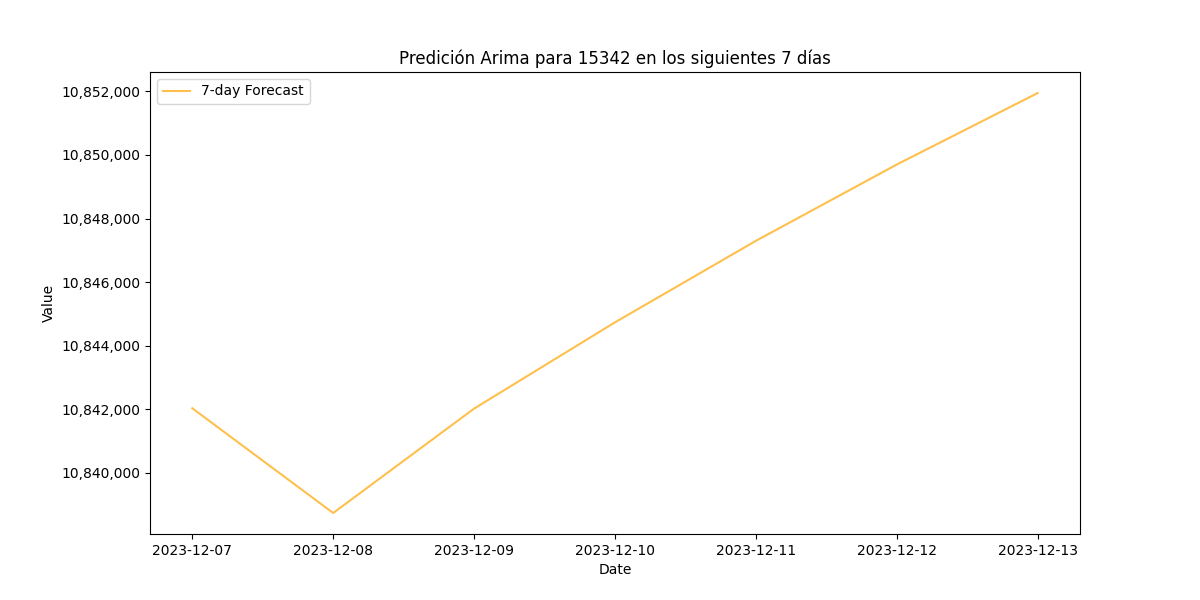 Predición Arima para 15342 en los siguientes 7 días
7-day Forecast
10,852,000
10,850,000
10,848,000
10,846,000
10,844,000
10,842,000
10,840,000
Value
2023-12-07 2023-12-08 2023-12-09 2023-12-10 2023-12-11 2023-12-12 2023-12-13
Date